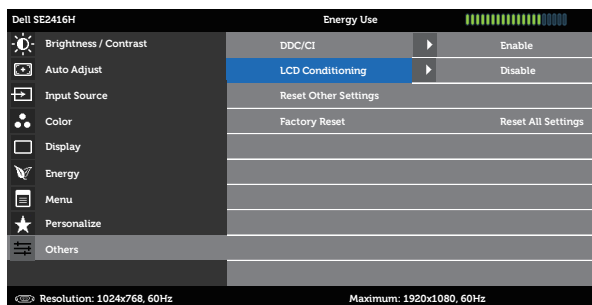 Dell SE2416H Energy Use
Brightness / Contrast DDC/CI Enable
Auto Adjust LCD Conditioning Disable
Input Source Reset Other Settings
Color Factory Reset Reset All Settings
Display
Energy
Menu
Personalize
Others
Resolution: 1024x768, 60Hz Maximum: 1920x1080, 60Hz